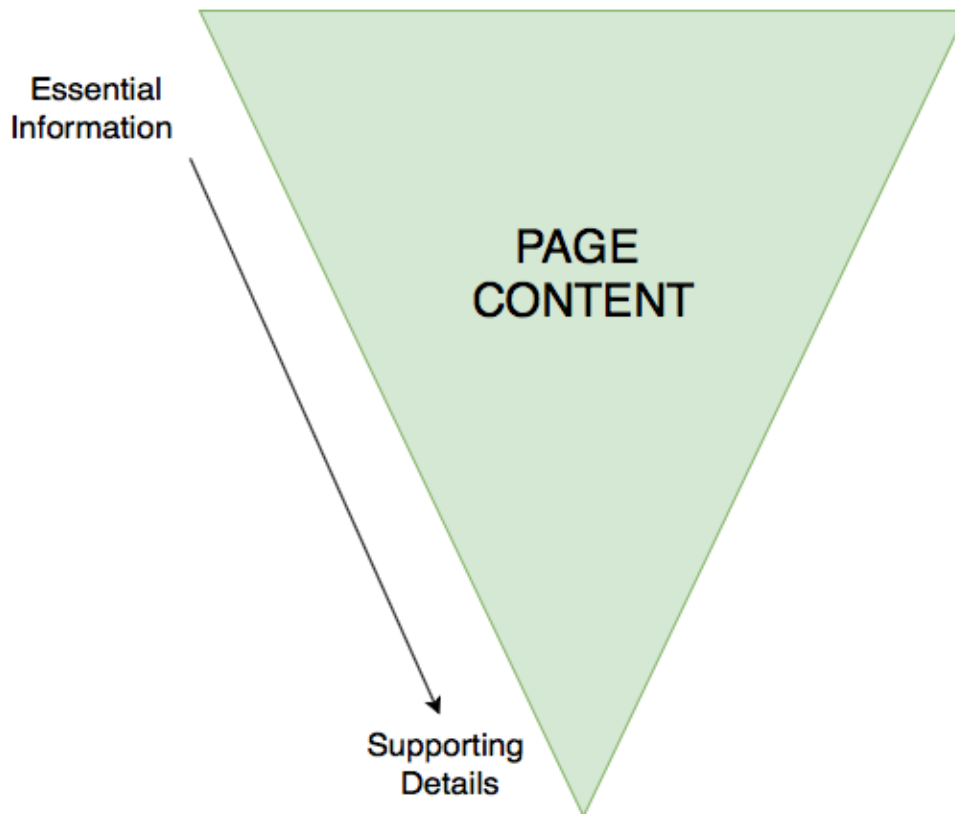 Essential
Information
PAGE
CONTENT
Supporting
Details